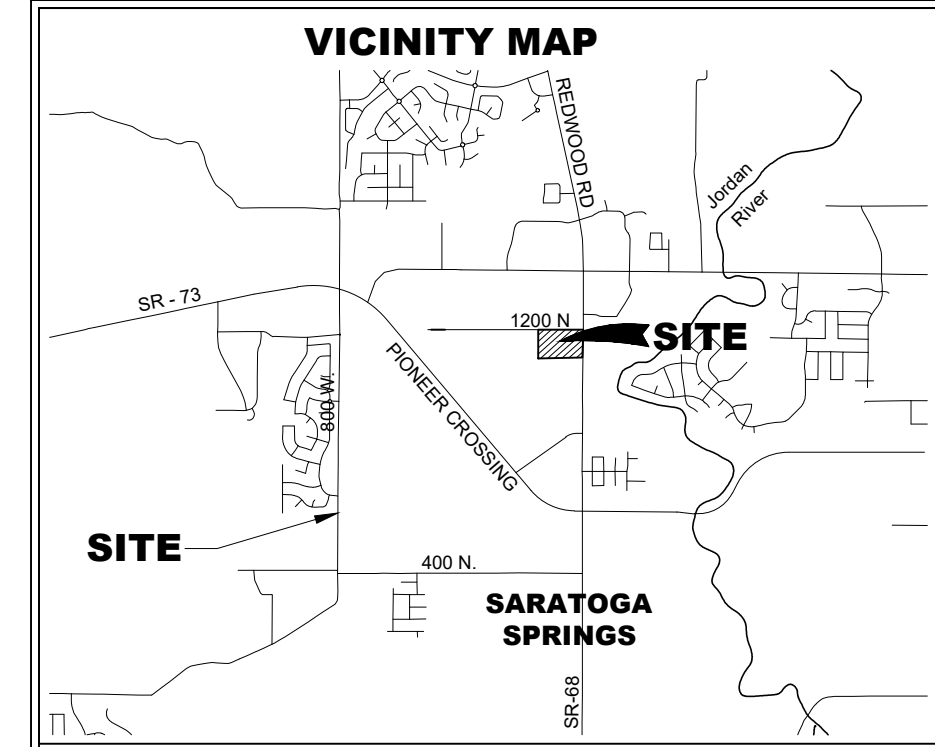 VICINITY MAP
REDWOOD RD
Jordan
River
SR - 73
1200 N
SITE
PIONEER CROSSING
800 W.
SITE
400 N.
SARATOGA
SPRINGS
SR-68